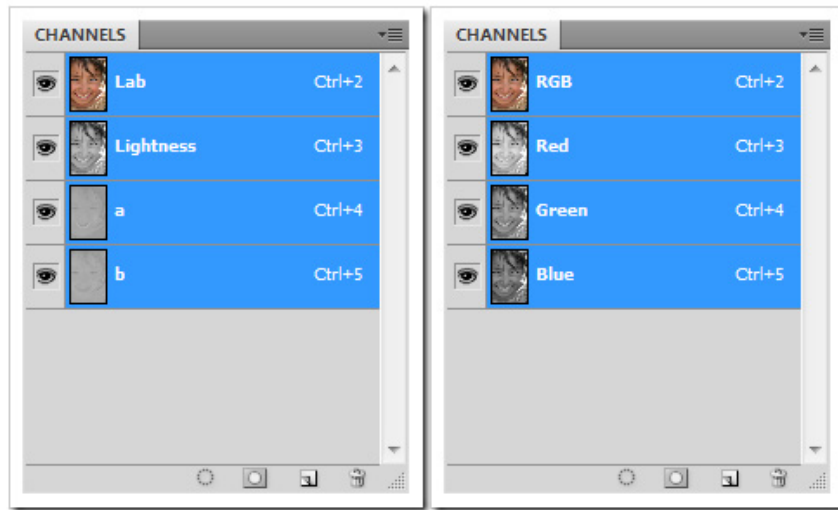 CHANNELS
Lab Ctrl+2
Lightness Ctrl+3
a Ctrl+4
b Ctrl+5
CHANNELS
RGB Ctrl+2
Red Ctrl+3
Green Ctrl+4
Blue Ctrl+5